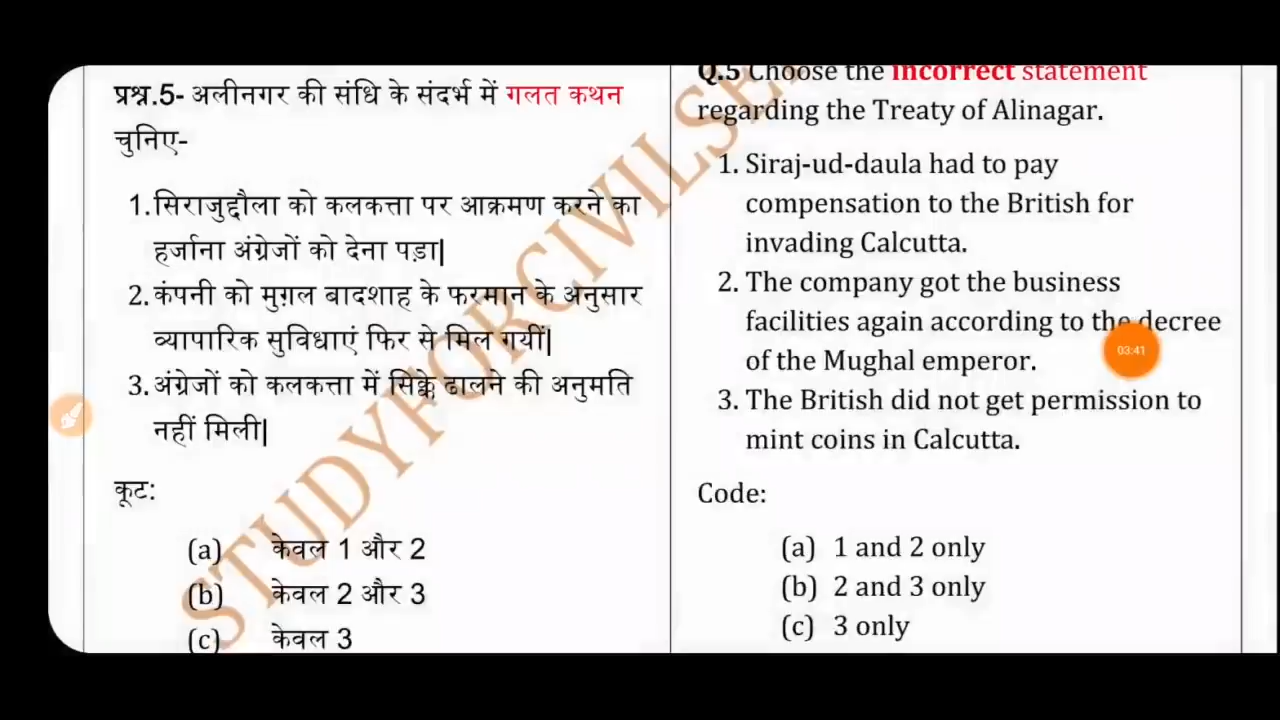 प्रश्न.5- अलीनगर की संधि के संदर्भ में गलत कथन
चुनिए-
1.सिराजुद्दौला को कलकत्ता पर आक्रमण करने का
हर्जाना अंग्रेजों को देना पड़ा|
2.कंपनी को मुग़ल बादशाह के फरमान के अनुसार
व्यापारिक सुविधाएं फिर से मिल गयीं|
3.अंग्रेजों को कलकत्ता में सिक्के ढालने की अनुमति
नहीं मिली|
कूट:
(a) केवल 1 और 2
(b) केवल 2 और 3
(c) केवल 3
Q.5 Choose the incorrect statement
regarding the Treaty of Alinagar.
1. Siraj-ud-daula had to pay
compensation to the British for
invading Calcutta.
2. The company got the business
facilities again according to the decree
of the Mughal emperor.
3. The British did not get permission to
mint coins in Calcutta.
Code:
(a) 1 and 2 only
(b) 2 and 3 only
(c) 3 only
03:41
STUDYFORCIVILSE